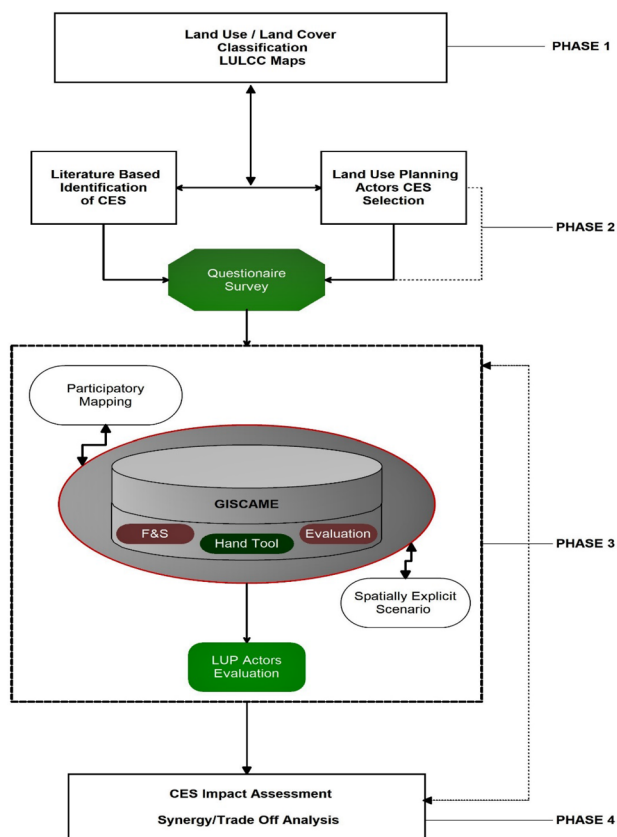 Land Use / Land Cover
Classification
LULCC Maps
PHASE 1
Literature Based
Identification
of CES
Land Use Planning
Actors CES
Selection
PHASE 2
Questionaire
Survey
Participatory
Mapping
GISCAME
F&S
Hand Tool
Evaluation
PHASE 3
Spatially Explicit
Scenario
LUP Actors
Evaluation
CES Impact Assessment
Synergy/Trade Off Analysis
PHASE 4